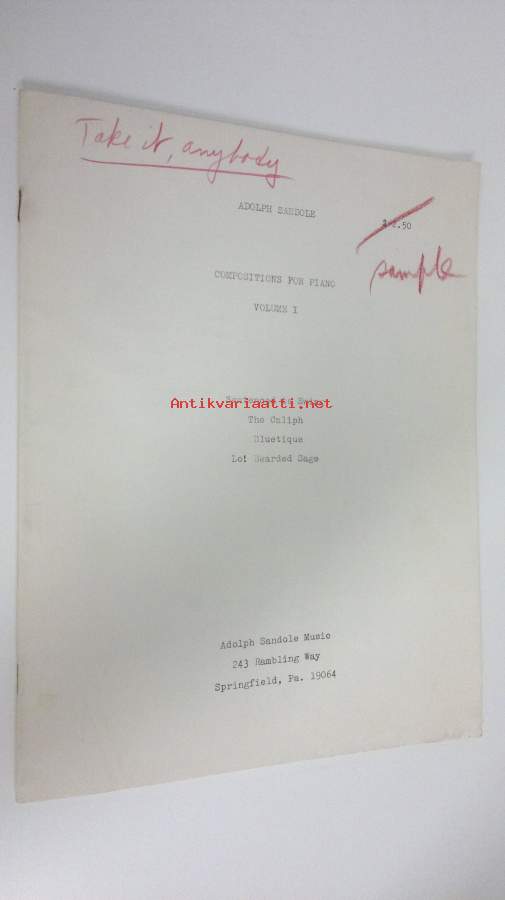 Take it, anybody
ADOLPH SANDOLE
.50
sample
COMPOSITIONS FOR PIANO
VOLUME I
Antikvariaatti.net
The Caliph
Bluetique
Lo! Bearded Sage
Adolph Sandole Music
243 Rambling Way
Springfield, Pa. 19064